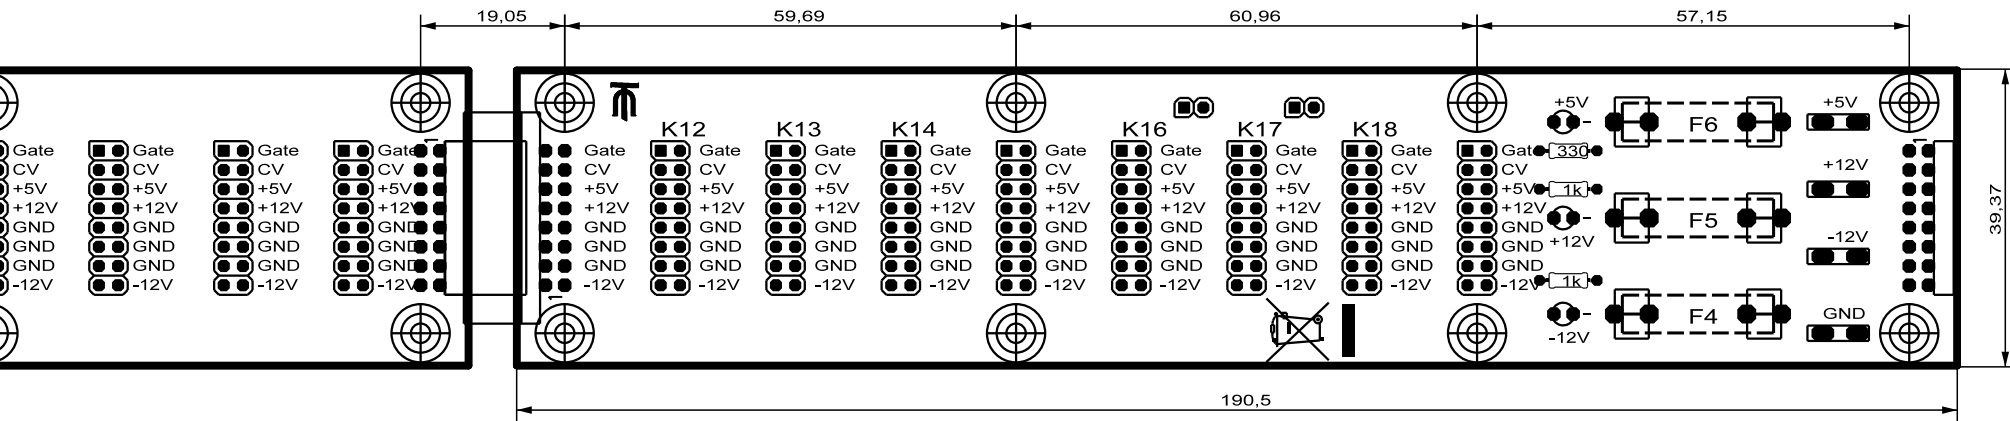 19,05 59,69 60,96 57,15
+5V +5V
F6
K12 K13 K14 K16 K17 K18
1 1
Gate Gate Gate Gate Gate Gate Gate Gate Gate Gate Gate Gate Gate 330
CV CV CV CV CV CV CV CV CV CV CV CV CV
+12V
+5V +5V +5V +5V +5V +5V +5V +5V +5V +5V +5V +5V +5V 1k
+12V +12V +12V +12V +12V +12V +12V +12V +12V +12V +12V +12V +12V
39,37
F5
GND GND GND GND GND GND GND GND GND GND GND GND GND
-12V
+12V
GND GND GND GND GND GND GND GND GND GND GND GND GND
GND GND GND GND GND GND GND GND GND GND GND GND GND
-12V -12V -12V -12V -12V -12V -12V -12V -12V -12V -12V -12V -12V 1k
1
F4
GND
-12V
190,5